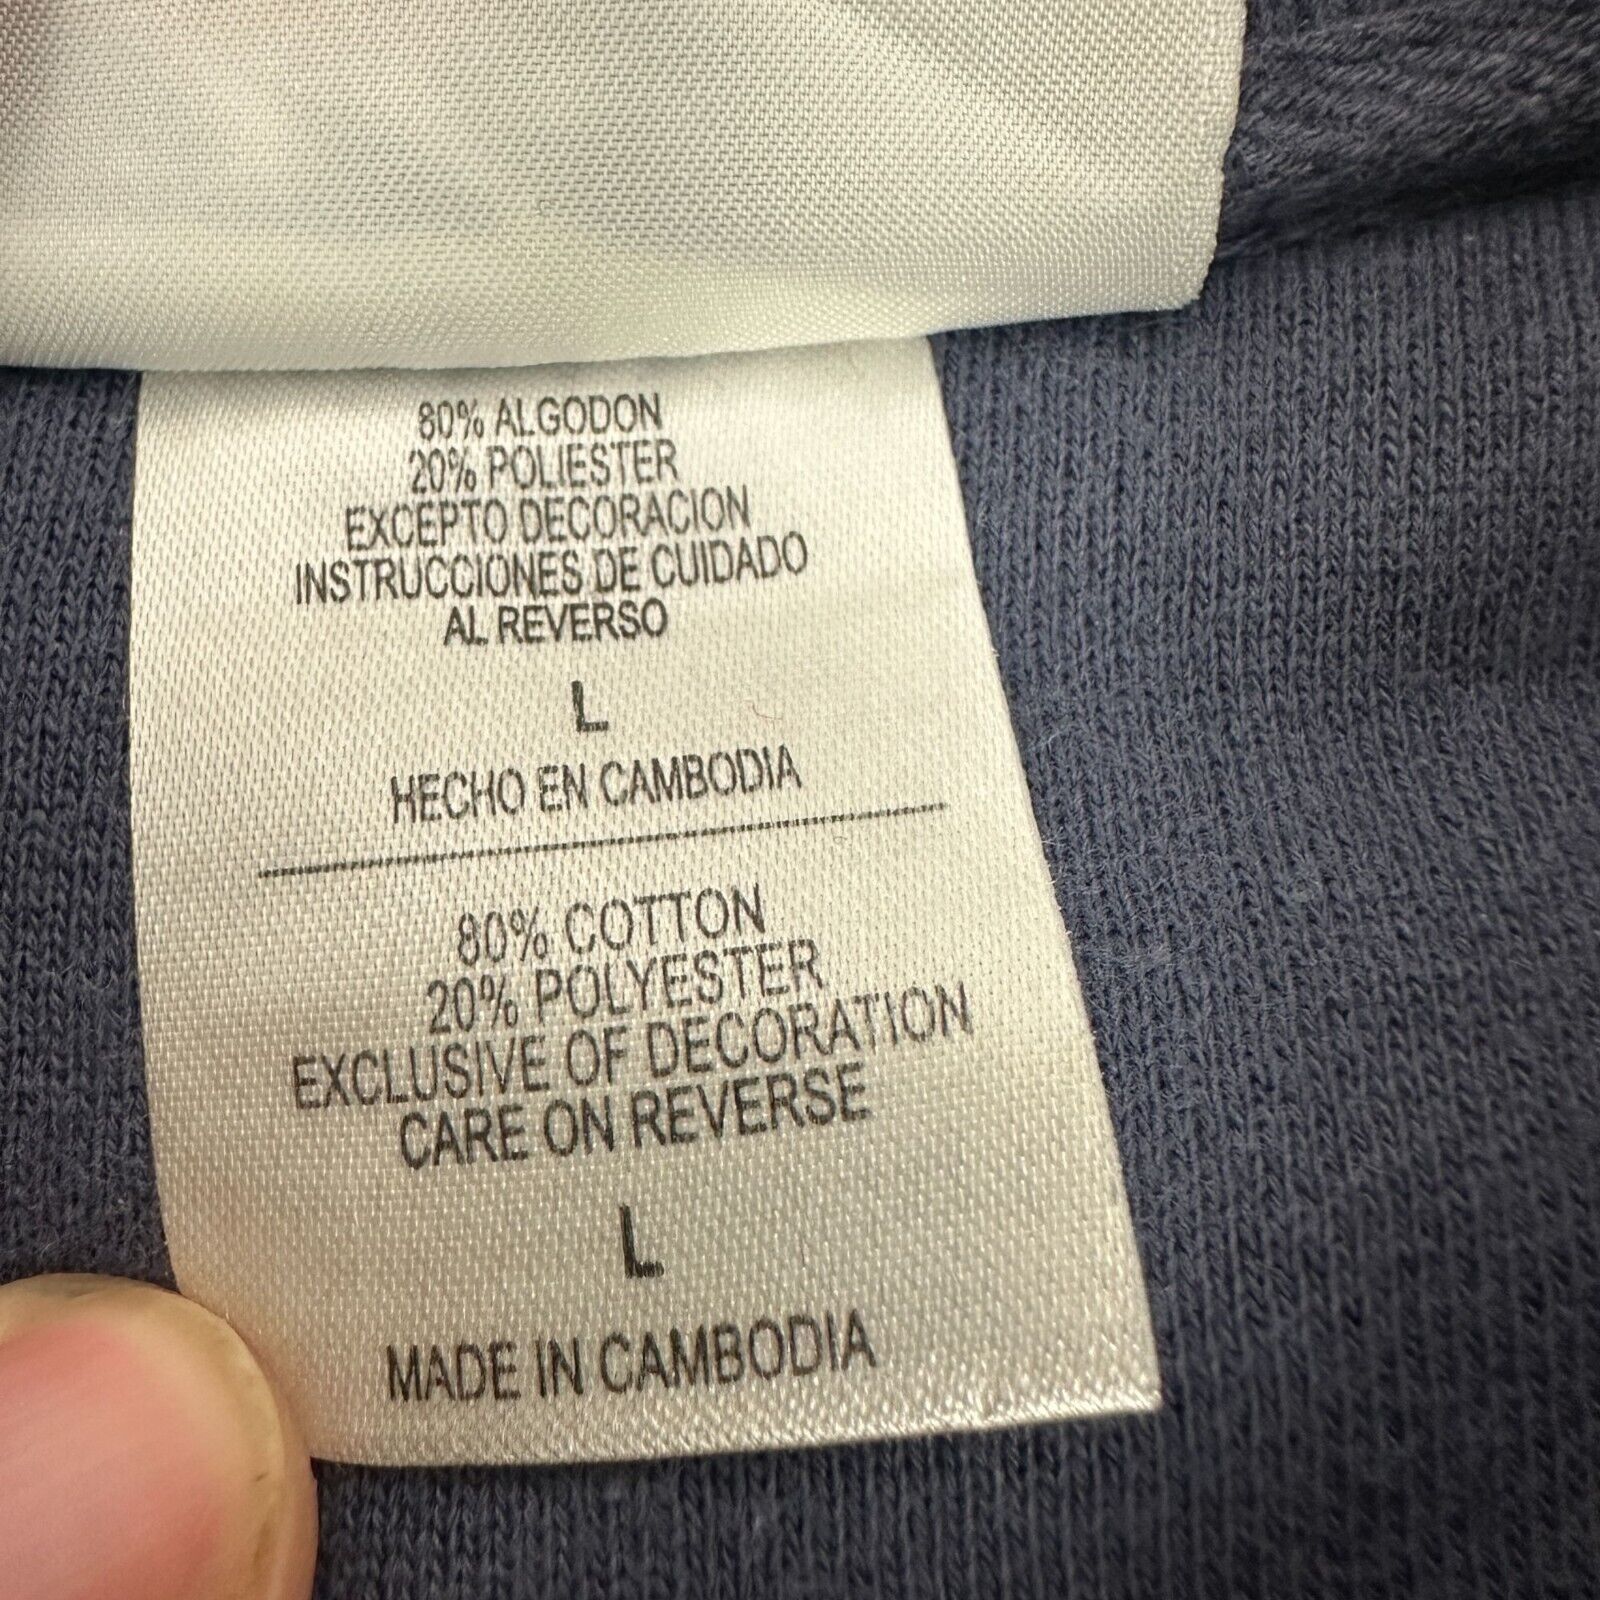 80% ALGODON
20% POLIESTER
EXCEPTO DECORACION
INSTRUCCIONES DE CUIDADO
AL REVERSO
L
HECHO EN CAMBODIA
80% COTTON
20% POLYESTER
EXCLUSIVE OF DECORATION
CARE ON REVERSE
L
MADE IN CAMBODIA